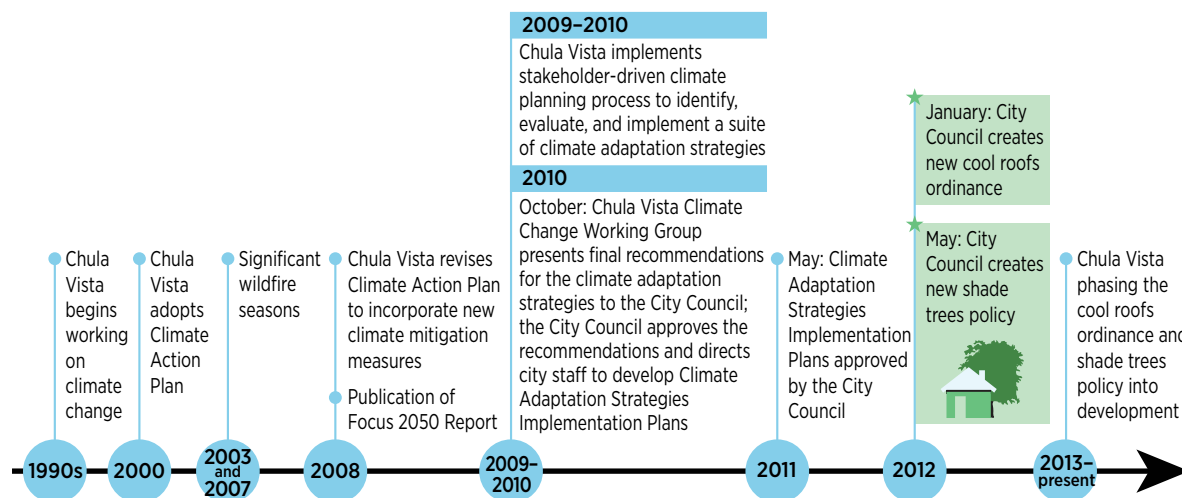 2009–2010
Chula Vista implements
stakeholder-driven climate
planning process to identify,
evaluate, and implement a suite
of climate adaptation strategies
2010
October: Chula Vista Climate
Change Working Group
presents final recommendations
for the climate adaptation
strategies to the City Council;
the City Council approves the
recommendations and directs
city staff to develop Climate
Adaptation Strategies
Implementation Plans
January: City
Council creates
new cool roofs
ordinance
May: City
Council creates
new shade
trees policy
Chula
Vista
begins
working
on
climate
change
Chula
Vista
adopts
Climate
Action
Plan
Significant
wildfire
seasons
Chula Vista revises
Climate Action Plan
to incorporate new
climate mitigation
measures
Publication of
Focus 2050 Report
May: Climate
Adaptation
Strategies
Implementation
Plans approved
by the City
Council
Chula Vista
phasing the
cool roofs
ordinance and
shade trees
policy into
development
1990s
2000
2003
and
2007
2008
2009–
2010
2011
2012
2013–
present